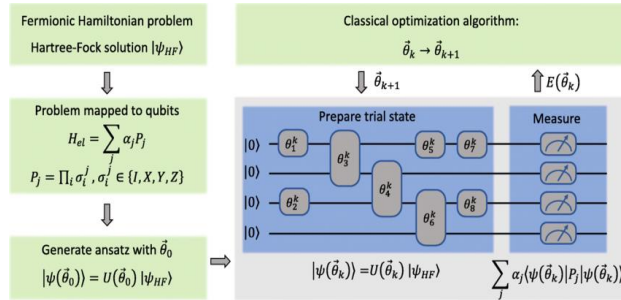 Fermionic Hamiltonian problem
Hartree-Fock solution |ψ_HF⟩
Problem mapped to qubits
H_el = ∑_j α_j P_j
P_j = ∏_i σ_i^j, σ_i^j ∈ {I, X, Y, Z}
Generate ansatz with θ⃗_0
|ψ(θ⃗_0)⟩ = U(θ⃗_0) |ψ_HF⟩
Classical optimization algorithm:
θ⃗_k → θ⃗_{k+1}
θ⃗_{k+1}
E(θ⃗_k)
Prepare trial state
Measure
|0⟩ θ_1^k θ_5^k θ_7^k
|0⟩ θ_3^k
θ_4^k
|0⟩ θ_2^k θ_8^k
θ_6^k
|0⟩
|ψ(θ⃗_k)⟩ =U(θ⃗_k) |ψ_HF⟩
∑_j α_j⟨ψ(θ⃗_k)|P_j|ψ(θ⃗_k)⟩